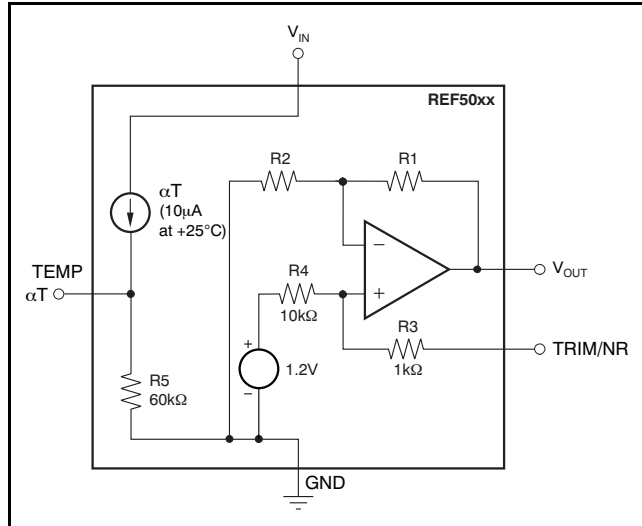 V_IN
REF50xx
R2
R1
αT
(10µA
at +25°C)
−
TEMP
αT
R4
10kΩ
+
V_OUT
R3
1kΩ
TRIM/NR
+
1.2V
−
R5
60kΩ
GND